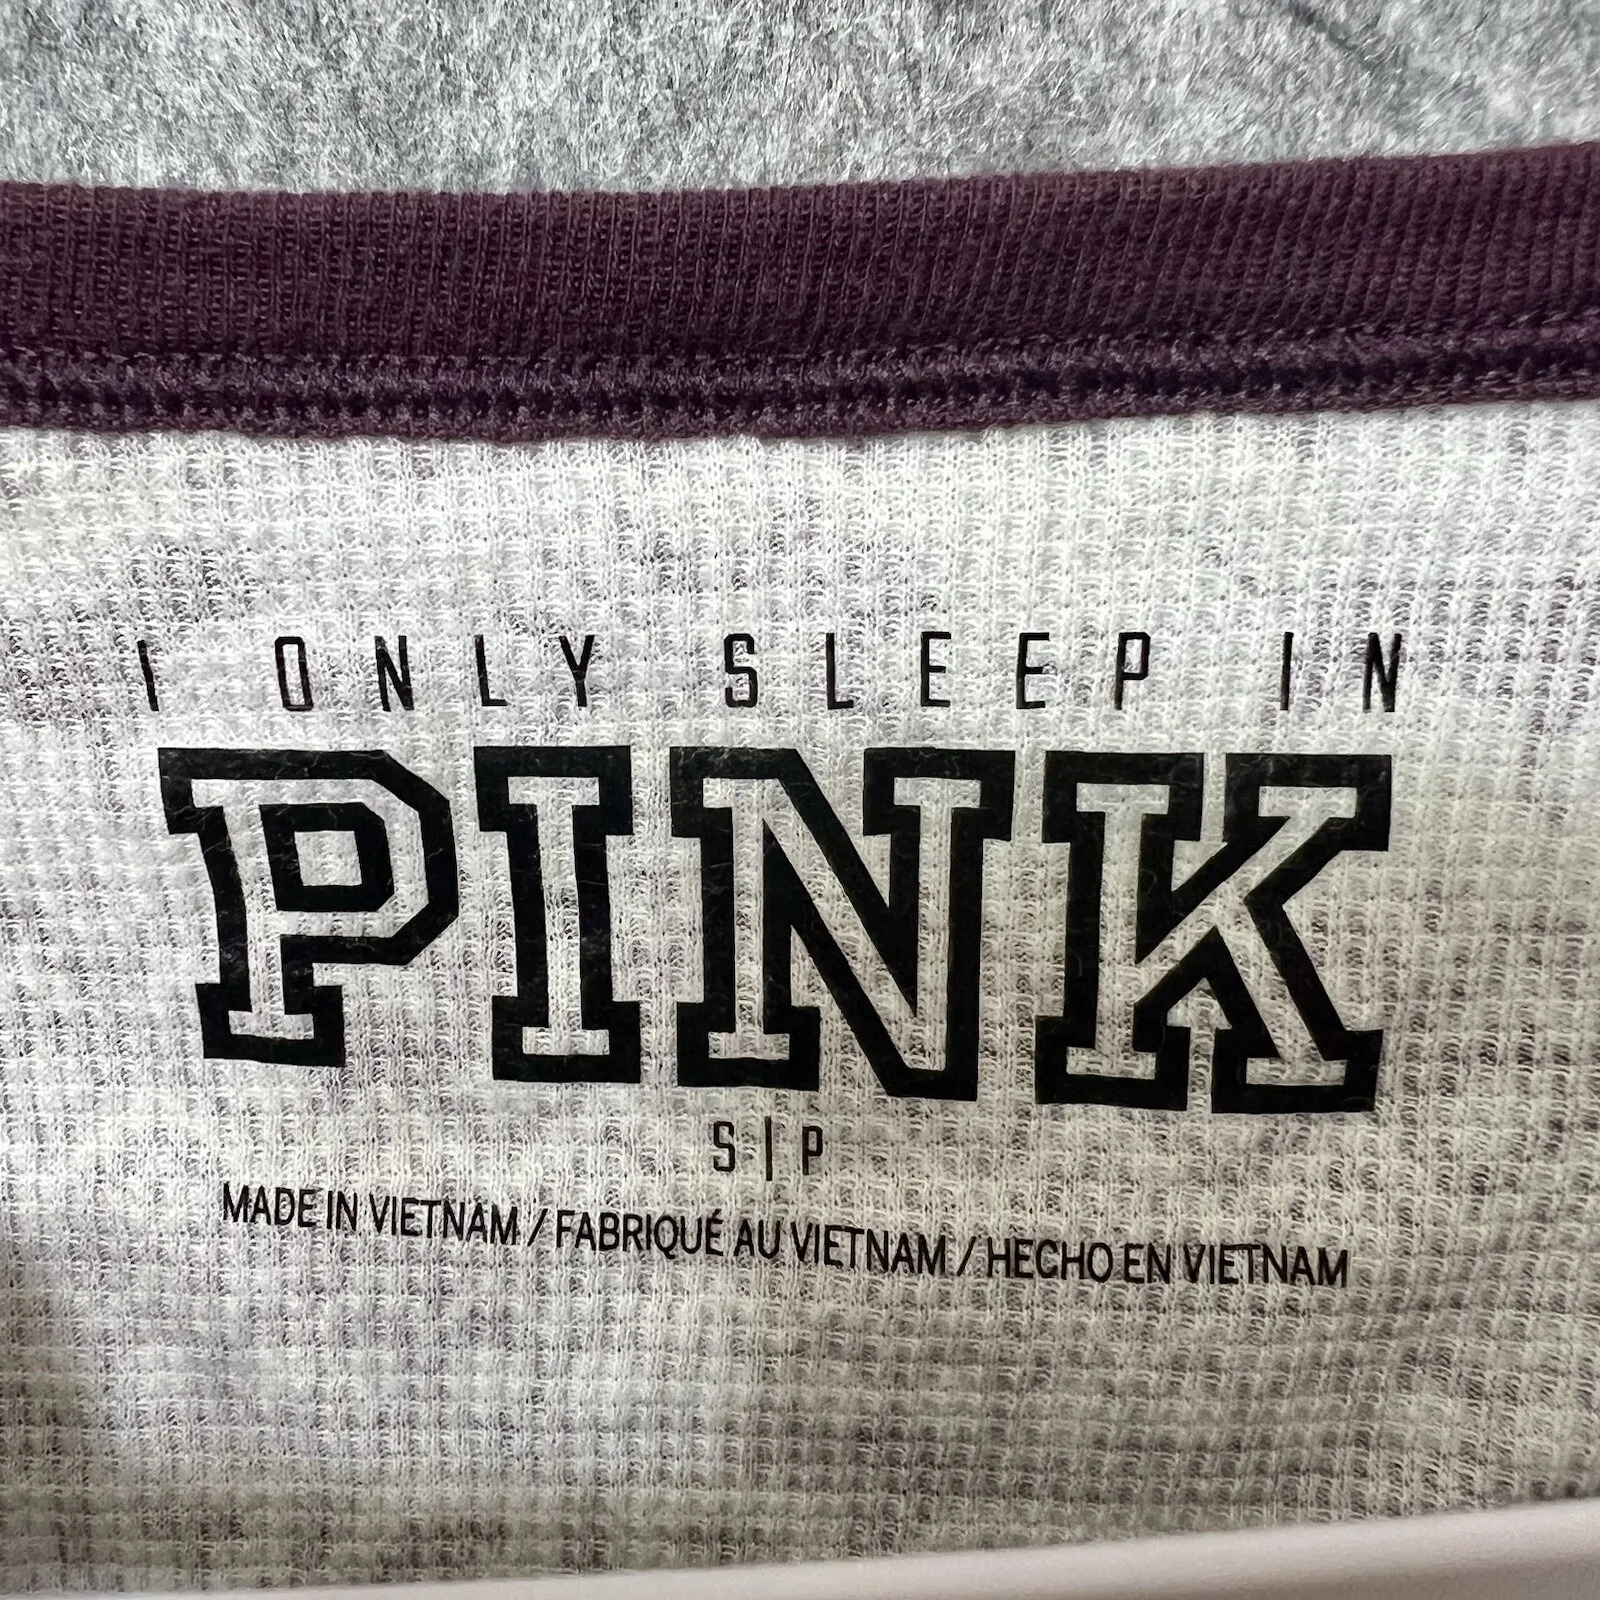 I ONLY SLEEP IN
PINK
S|P
MADE IN VIETNAM / FABRIQUÉ AU VIETNAM / HECHO EN VIETNAM